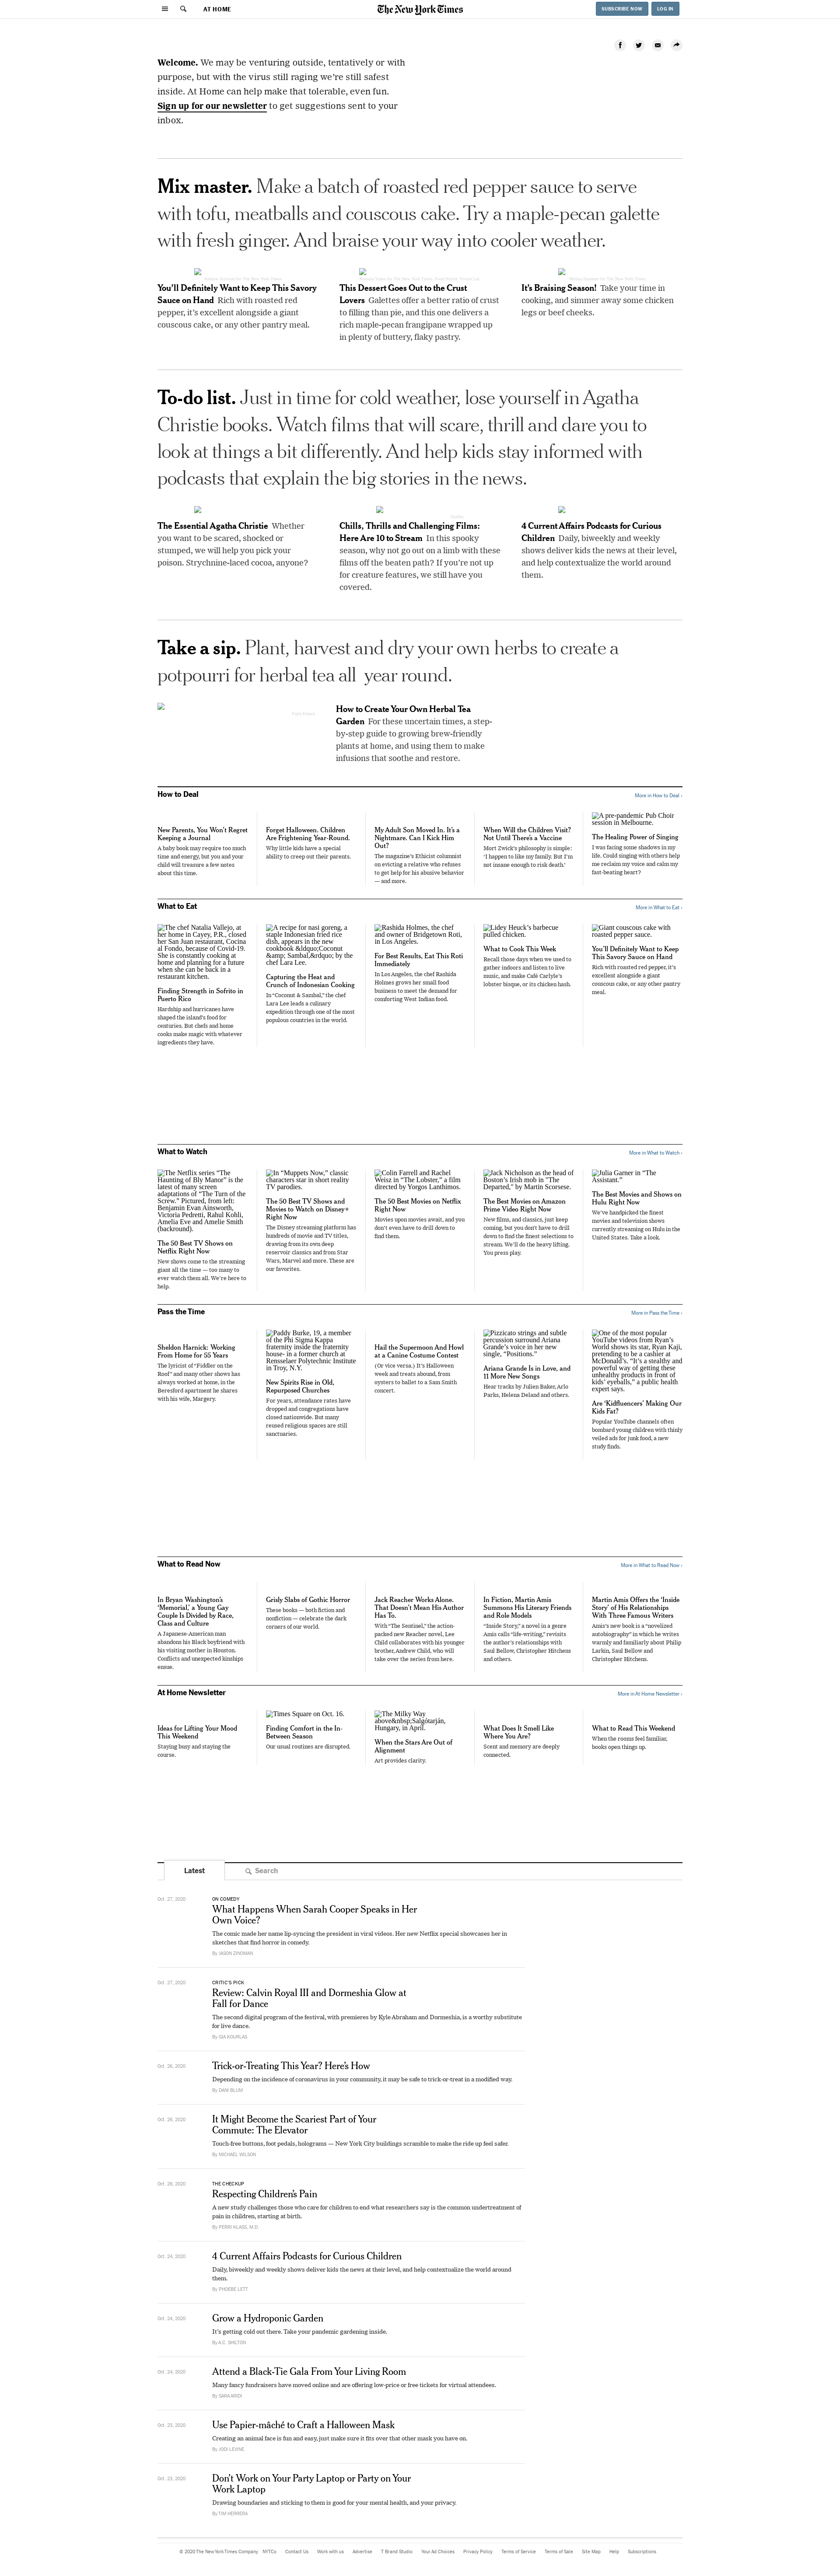 AT HOME
The New York Times
SUBSCRIBE NOW
LOG IN
Welcome. We may be venturing outside, tentatively or with
purpose, but with the virus still raging we're still safest
inside. At Home can help make that tolerable, even fun.
Sign up for our newsletter to get suggestions sent to your
inbox.
Mix master. Make a batch of roasted red pepper sauce to serve
with tofu, meatballs and couscous cake. Try a maple-pecan galette
with fresh ginger. And braise your way into cooler weather.
You'll Definitely Want to Keep This Savory
Sauce on Hand Rich with roasted red
pepper, it's excellent alongside a giant
couscous cake, or any other pantry meal.
This Dessert Goes Out to the Crust
Lovers Galettes offer a better ratio of crust
to filling than pie, and this one delivers a
rich maple-pecan frangipane wrapped up
in plenty of buttery, flaky pastry.
It's Braising Season! Take your time in
cooking, and simmer away some chicken
legs or beef cheeks.
To-do list. Just in time for cold weather, lose yourself in Agatha
Christie books. Watch films that will scare, thrill and dare you to
look at things a bit differently. And help kids stay informed with
podcasts that explain the big stories in the news.
The Essential Agatha Christie Whether
you want to be scared, shocked or
stumped, we will help you pick your
poison. Strychnine-laced cocoa, anyone?
Chills, Thrills and Challenging Films:
Here Are 10 to Stream In this spooky
season, why not go out on a limb with these
films off the beaten path? If you're not up
for creature features, we still have you
covered.
4 Current Affairs Podcasts for Curious
Children Daily, biweekly and weekly
shows deliver kids the news at their level,
and help contextualize the world around
them.
Take a sip. Plant, harvest and dry your own herbs to create a
potpourri for herbal tea all year round.
How to Create Your Own Herbal Tea
Garden For these uncertain times, a step-
by-step guide to growing brew-friendly
plants at home, and using them to make
infusions that soothe and restore.
How to Deal
More in How to Deal ›
New Parents, You Won't Regret
Keeping a Journal
A baby book may require too much
time and energy, but you and your
child will treasure a few notes
about this time.
Forget Halloween. Children
Are Frightening Year-Round.
Why little kids have a special
ability to creep out their parents.
My Adult Son Moved In. It's a
Nightmare. Can I Kick Him
Out?
The magazine's Ethicist columnist
on evicting a relative who refuses
to get help for his abusive behavior
— and more.
When Will the Children Visit?
Not Until There's a Vaccine
Mort Zwick's philosophy is simple:
'I happen to like my family. But I'm
not insane enough to risk death.'
A pre-pandemic Pub Choir
session in Melbourne.
The Healing Power of Singing
I was facing some shadows in my
life. Could singing with others help
me reclaim my pre-Covid and calm my
fast-beating heart?
What to Eat
More in What to Eat ›
The chef Natalia Vallejo, at
her home in Cayey, P.R., closed
her San Juan restaurant, Cocina
al Fondo, because of Covid-19.
She is constantly cooking at
home and planning for a future
when she can be back in a
restaurant kitchen.
Finding Strength in Sofrito in
Puerto Rico
Hardship and hurricanes have
shaped the island's food for
centuries. But chefs and home
cooks make magic with whatever
ingredients they have.
A recipe for nasi goreng, a
staple Indonesian fried rice
dish, appears in the new
cookbook &ldquo;Coconut
&amp; Sambal,&rdquo; by the
chef Lara Lee.
Capturing the Heat and
Crunch of Indonesian Cooking
In "Coconut & Sambal," the chef
Lara Lee leads a culinary
expedition through one of the most
populous countries in the world.
Rashida Holmes, the chef
and owner of Bridgetown Roti,
in Los Angeles.
For Best Results, Eat This Roti
Immediately
In Los Angeles, the chef Rashida
Holmes grows her small food
business to meet the demand for
comforting West Indian food.
Lidey Heuck's barbecue
pulled chicken.
What to Cook This Week
Recall those days when we used to
gather indoors and listen to live
music, and make Café Carlyle's
lobster bisque, or its chicken hash.
Giant couscous cake with
roasted pepper sauce.
You'll Definitely Want to Keep
This Savory Sauce on Hand
Rich with roasted red pepper, it's
excellent alongside a giant
couscous cake, or any other pantry
meal.
What to Watch
More in What to Watch ›
The Netflix series "The
Haunting of Bly Manor" is the
latest of many screen
adaptations of "The Turn of the
Screw." Pictured, from left:
Benjamin Evan Ainsworth,
Victoria Pedretti, Rahul Kohli,
Amelia Eve and Amelie Smith
(backround).
The 50 Best TV Shows on
Netflix Right Now
New shows come to the streaming
giant all the time — too many to
ever watch them all. We're here to
help.
In "Muppets Now," classic
characters star in short reality
TV parodies.
The 50 Best TV Shows and
Movies to Watch on Disney+
Right Now
The Disney streaming platform has
hundreds of movie and TV titles,
drawing from its own deep
reservoir classics and from Star
Wars, Marvel and more. These are
our favorites.
Colin Farrell and Rachel
Weisz in "The Lobster," a film
directed by Yorgos Lanthimos.
The 50 Best Movies on Netflix
Right Now
Movies upon movies await, and you
don't even have to drill down to
find them.
Jack Nicholson as the head of
Boston's Irish mob in "The
Departed," by Martin Scorsese.
The Best Movies on Amazon
Prime Video Right Now
New films, and classics, just keep
coming, but you don't have to drill
down to find the finest selections to
stream. We'll do the heavy lifting.
You press play.
Julia Garner in "The
Assistant."
The Best Movies and Shows on
Hulu Right Now
We've handpicked the finest
movies and television shows
currently streaming on Hulu in the
United States. Take a look.
Pass the Time
More in Pass the Time ›
Sheldon Harnick: Working
From Home for 55 Years
The lyricist of "Fiddler on the
Roof" and many other shows has
always worked at home, in the
Beresford apartment he shares
with his wife, Margery.
Paddy Burke, 19, a member
of the Phi Sigma Kappa
fraternity inside the fraternity
house- in a former church at
Rensselaer Polytechnic Institute
in Troy, N.Y.
New Spirits Rise in Old,
Repurposed Churches
For years, attendance rates have
dropped and congregations have
closed nationwide. But many
reused religious spaces are still
sanctuaries.
Hail the Supermoon And Howl
at a Canine Costume Contest
(Or vice versa.) It's Halloween
week and treats abound, from
oysters to ballet to a Sam Smith
concert.
Pizzicato strings and subtle
percussion surround Ariana
Grande's voice in her new
single, "Positions."
Ariana Grande Is in Love, and
11 More New Songs
Hear tracks by Julien Baker, Arlo
Parks, Helena Deland and others.
One of the most popular
YouTube videos from Ryan's
World shows its star, Ryan Kaji,
pretending to be a cashier at
McDonald's. "It's a stealthy and
powerful way of getting these
unhealthy products in front of
kids' eyeballs," a public health
expert says.
Are 'Kidfluencers' Making Our
Kids Fat?
Popular YouTube channels often
bombard young children with thinly
veiled ads for junk food, a new
study finds.
What to Read Now
More in What to Read Now ›
In Bryan Washington's
'Memorial,' a Young Gay
Couple Is Divided by Race,
Class and Culture
A Japanese-American man
abandons his Black boyfriend with
his visiting mother in Houston.
Conflicts and unexpected kinships
ensue.
Grisly Slabs of Gothic Horror
These books — both fiction and
nonfiction — celebrate the dark
corners of our world.
Jack Reacher Works Alone.
That Doesn't Mean His Author
Has To.
With "The Sentinel," the action-
packed new Reacher novel, Lee
Child collaborates with his younger
brother, Andrew Child, who will
take over the series from here.
In Fiction, Martin Amis
Summons His Literary Friends
and Role Models
"Inside Story," a novel in a genre
Amis calls "life-writing," revisits
the author's relationships with
Saul Bellow, Christopher Hitchens
and others.
Martin Amis Offers the 'Inside
Story' of His Relationships
With Three Famous Writers
Amis's new book is a "novelized
autobiography" in which he writes
warmly and familiarly about Philip
Larkin, Saul Bellow and
Christopher Hitchens.
At Home Newsletter
More in At Home Newsletter ›
Ideas for Lifting Your Mood
This Weekend
Staying busy and staying the
course.
Times Square on Oct. 16.
Finding Comfort in the In-
Between Season
Our usual routines are disrupted.
The Milky Way
above&nbsp;Salgótarján,
Hungary, in April.
When the Stars Are Out of
Alignment
Art provides clarity.
What Does It Smell Like
Where You Are?
Scent and memory are deeply
connected.
What to Read This Weekend
When the rooms feel familiar,
books open things up.
Latest
Search
Oct. 27, 2020
ON COMEDY
What Happens When Sarah Cooper Speaks in Her
Own Voice?
The comic made her name lip-syncing the president in viral videos. Her new Netflix special showcases her in
sketches that find horror in comedy.
By JASON ZINOMAN
Oct. 27, 2020
CRITIC'S PICK
Review: Calvin Royal III and Dormeshia Glow at
Fall for Dance
The second digital program of the festival, with premieres by Kyle Abraham and Dormeshia, is a worthy substitute
for live dance.
By GIA KOURLAS
Oct. 26, 2020
Trick-or-Treating This Year? Here's How
Depending on the incidence of coronavirus in your community, it may be safe to trick-or-treat in a modified way.
By DANI BLUM
Oct. 26, 2020
It Might Become the Scariest Part of Your
Commute: The Elevator
Touch-free buttons, foot pedals, holograms — New York City buildings scramble to make the ride up feel safer.
By MICHAEL WILSON
Oct. 26, 2020
THE CHECKUP
Respecting Children's Pain
A new study challenges those who care for children to end what researchers say is the common undertreatment of
pain in children, starting at birth.
By PERRI KLASS, M.D.
Oct. 24, 2020
4 Current Affairs Podcasts for Curious Children
Daily, biweekly and weekly shows deliver kids the news at their level, and help contextualize the world around
them.
By PHOEBE LETT
Oct. 24, 2020
Grow a Hydroponic Garden
It's getting cold out there. Take your pandemic gardening inside.
By A.C. SHILTON
Oct. 24, 2020
Attend a Black-Tie Gala From Your Living Room
Many fancy fundraisers have moved online and are offering low-price or free tickets for virtual attendees.
By SARA ARIDI
Oct. 23, 2020
Use Papier-mâché to Craft a Halloween Mask
Creating an animal face is fun and easy, just make sure it fits over that other mask you have on.
By JODI LEVINE
Oct. 23, 2020
Don't Work on Your Party Laptop or Party on Your
Work Laptop
Drawing boundaries and sticking to them is good for your mental health, and your privacy.
By TIM HERRERA
© 2020 The New York Times Company NYTCo Contact Us Work with us Advertise T Brand Studio Your Ad Choices Privacy Policy Terms of Service Terms of Sale Site Map Help Subscriptions